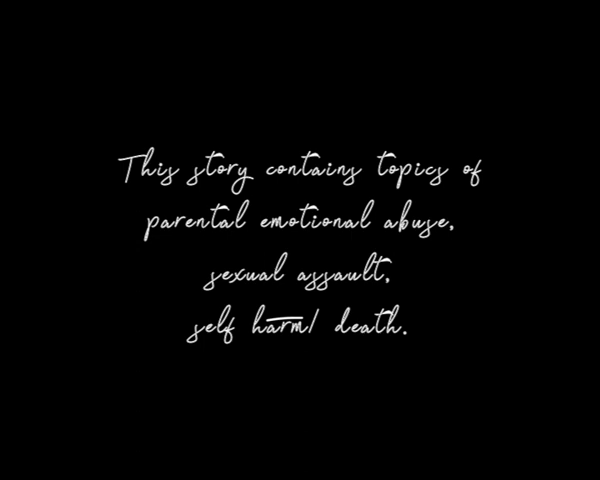 This story contains topics of
parental emotional abuse,
sexual assault,
self harm/ death.